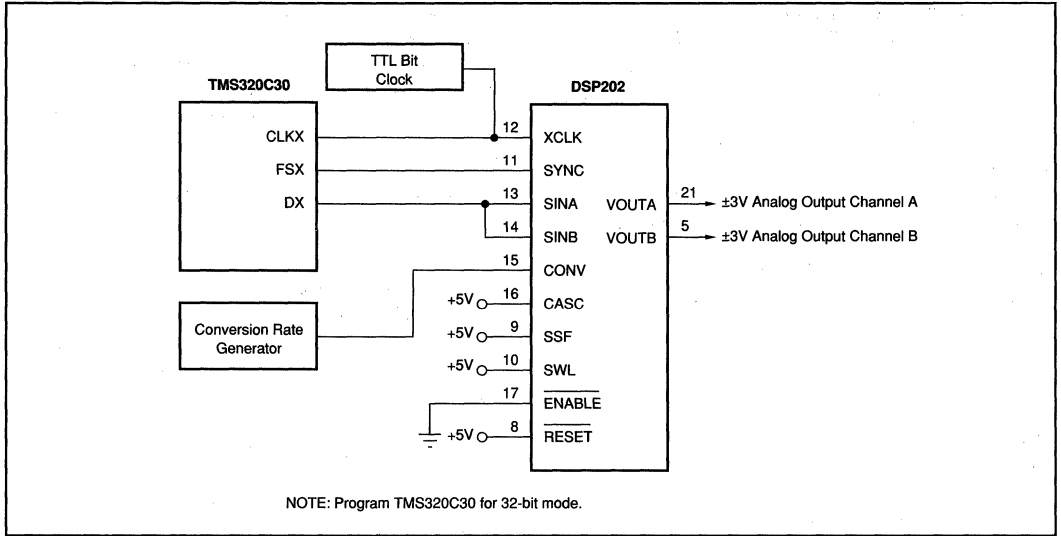 TTL Bit
Clock
TMS320C30
DSP202
CLKX
12
XCLK
FSX
11
SYNC
DX
13
SINA
VOUTA
21
±3V Analog Output Channel A
14
SINB
VOUTB
5
±3V Analog Output Channel B
15
CONV
+5V
16
CASC
Conversion Rate
Generator
+5V
9
SSF
+5V
10
SWL
17
ENABLE
+5V
8
RESET
NOTE: Program TMS320C30 for 32-bit mode.